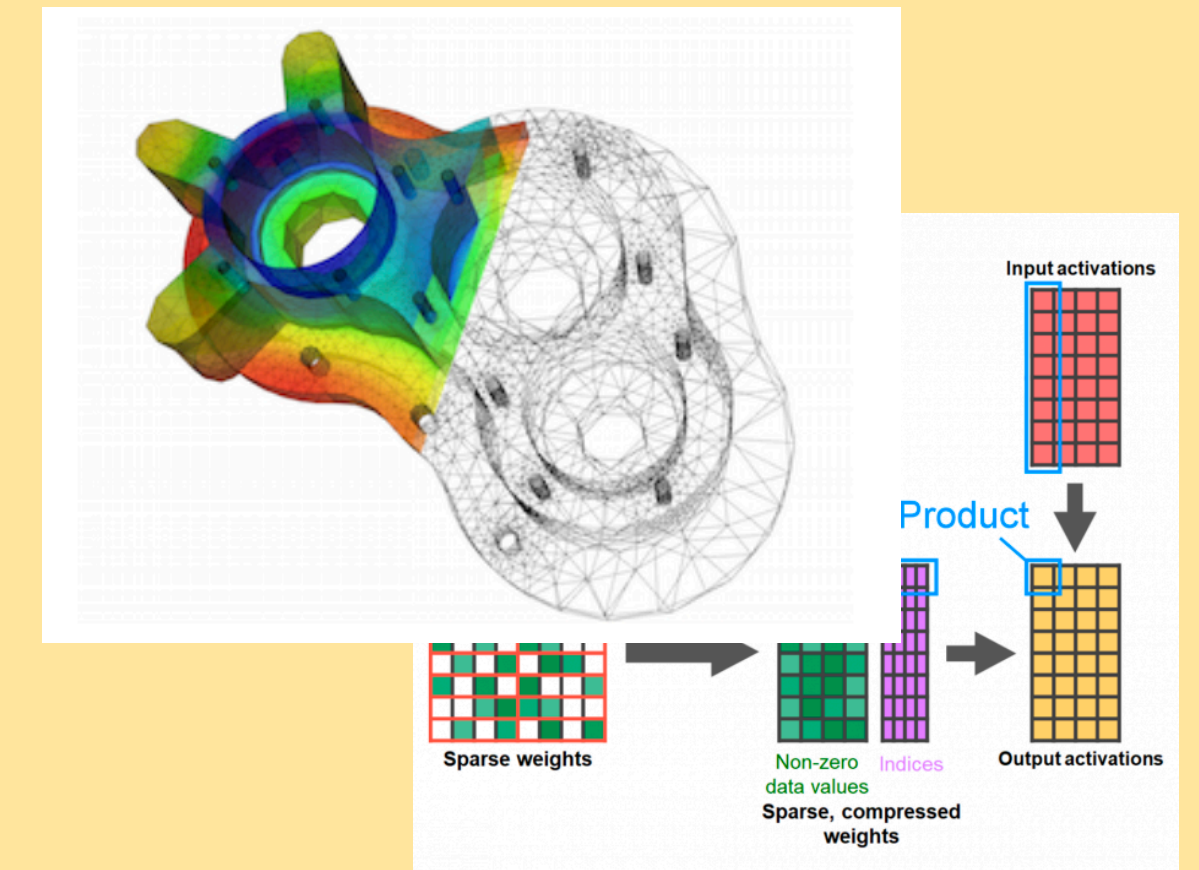 Input activations
Product
Sparse weights
Non-zero
data values
Indices
Sparse, compressed
weights
Output activations